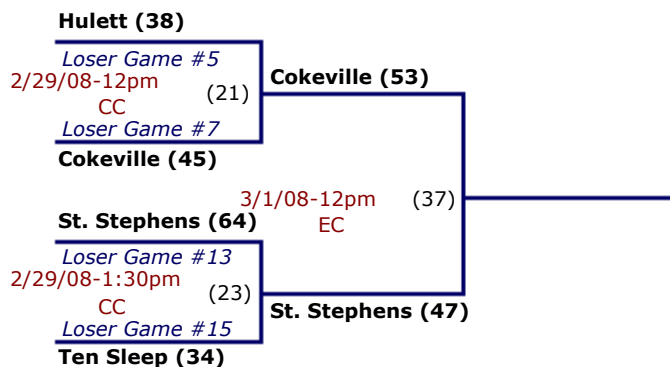 Hulett (38)
Loser Game #5
2/29/08-12pm
CC
(21)
Loser Game #7
Cokeville (45)
Cokeville (53)
3/1/08-12pm
EC
(37)
St. Stephens (64)
Loser Game #13
2/29/08-1:30pm
CC
(23)
Loser Game #15
Ten Sleep (34)
St. Stephens (47)